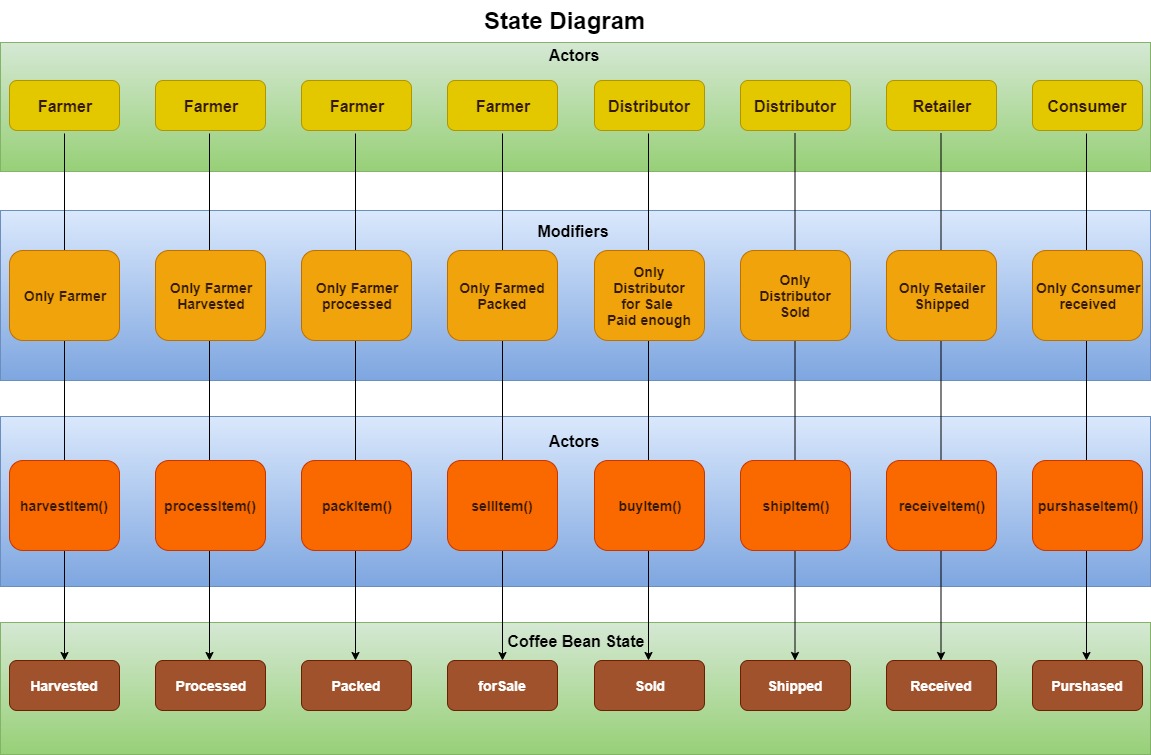 State Diagram
Actors
Farmer
Farmer
Farmer
Farmer
Distributor
Distributor
Retailer
Consumer
Modifiers
Only Farmer
Only Farmer
Harvested
Only Farmer
processed
Only Farmed
Packed
Only
Distributor
for Sale
Paid enough
Only
Distributor
Sold
Only Retailer
Shipped
Only Consumer
received
Actors
harvestItem()
processItem()
packItem()
sellItem()
buyItem()
shipItem()
receiveItem()
purshaseItem()
Coffee Bean State
Harvested
Processed
Packed
forSale
Sold
Shipped
Received
Purshased